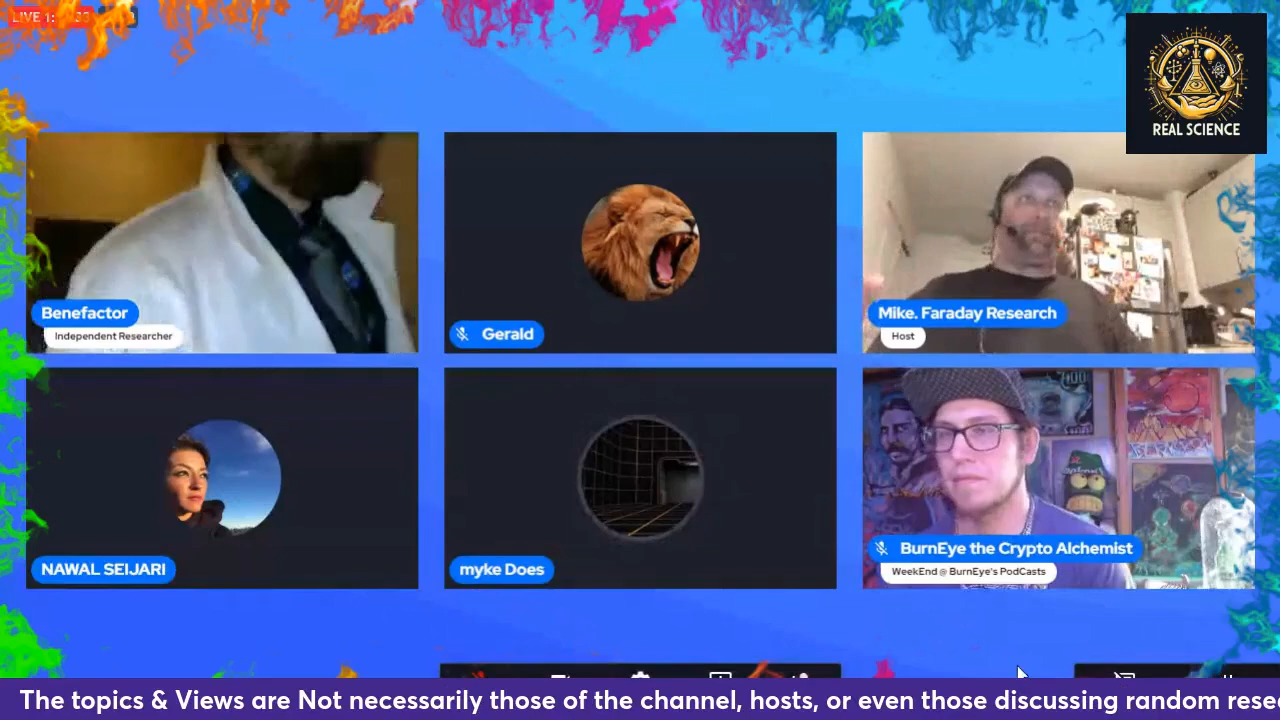 LIVE 1:
REAL SCIENCE
Benefactor
Independent Researcher
Gerald
Mike. Faraday Research
Host
NAWAL SEIJARI
myke Does
BurnEye the Crypto Alchemist
WeekEnd @ BurnEye's PodCasts
The topics & Views are Not necessarily those of the channel, hosts, or even those discussing random rese